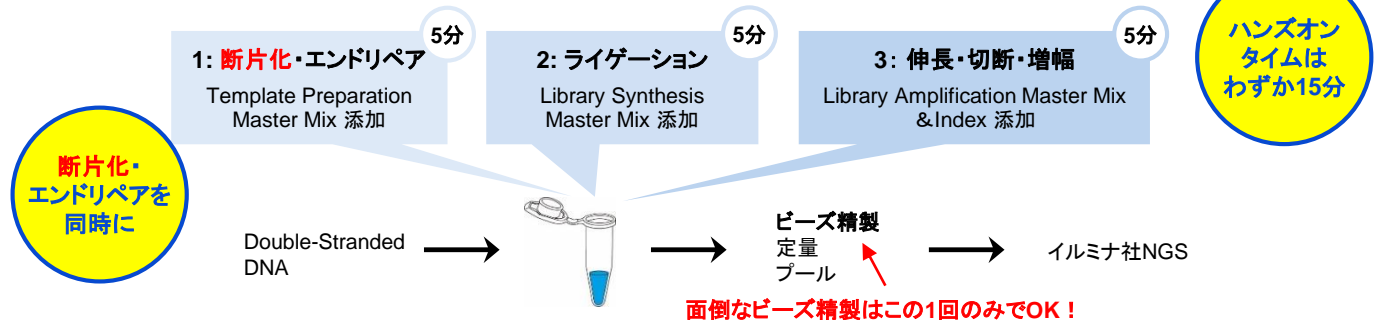 ハンズオン
タイムは
わずか15分
5分
1: 断片化・エンドリペア
Template Preparation
Master Mix 添加
5分
2: ライゲーション
Library Synthesis
Master Mix 添加
5分
3： 伸長・切断・増幅
Library Amplification Master Mix
&Index 添加
断片化・
エンドリペアを
同時に
Double-Stranded
DNA
ビーズ精製
定量
プール
イルミナ社NGS
面倒なビーズ精製はこの1回のみでOK！